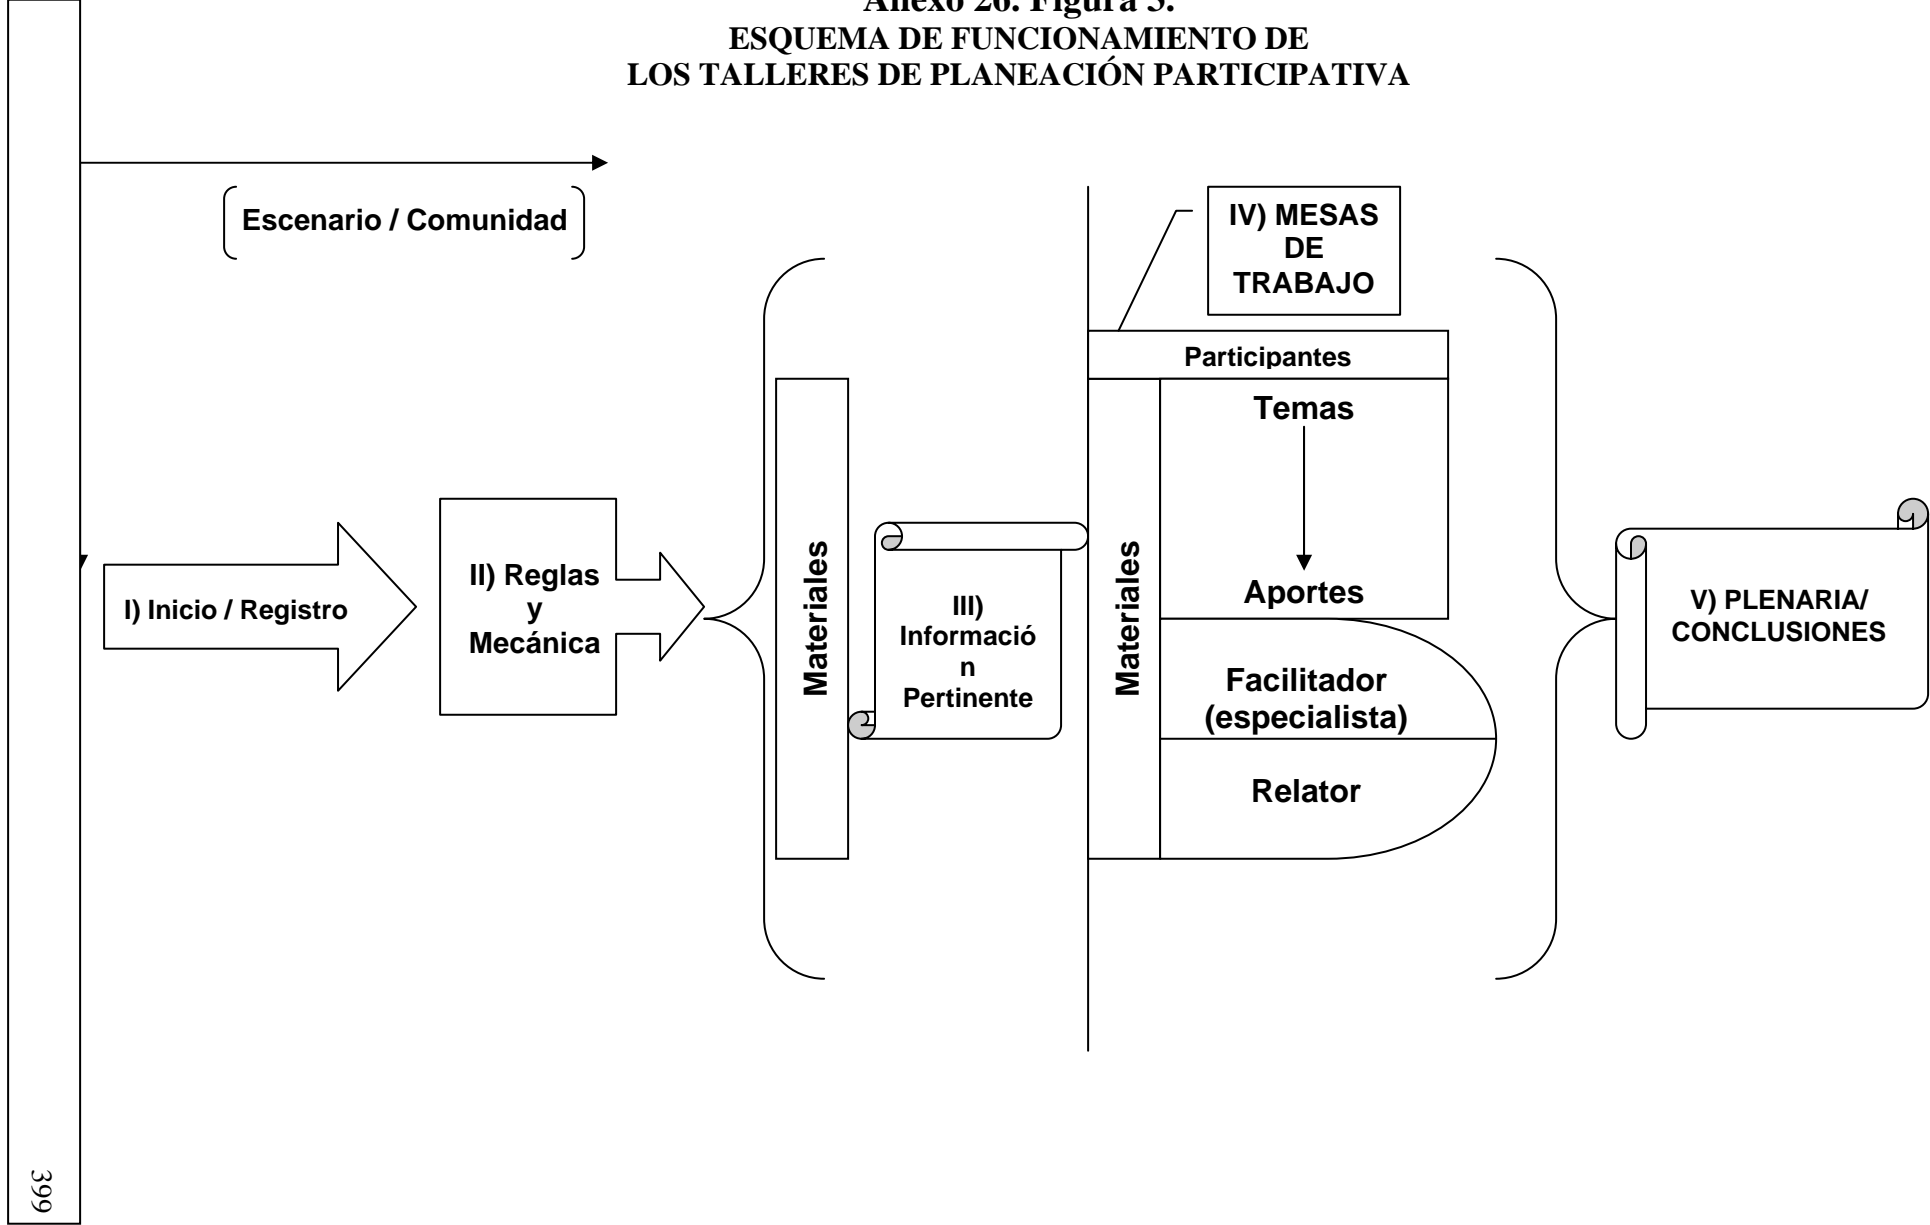 Anexo 26. Figura 5.
ESQUEMA DE FUNCIONAMIENTO DE
LOS TALLERES DE PLANEACIÓN PARTICIPATIVA
Escenario / Comunidad
I) Inicio / Registro
II) Reglas
y
Mecánica
Materiales
III)
Informació
n
Pertinente
IV) MESAS
DE
TRABAJO
Participantes
Materiales
Temas
Aportes
Facilitador
(especialista)
Relator
V) PLENARIA/
CONCLUSIONES
399